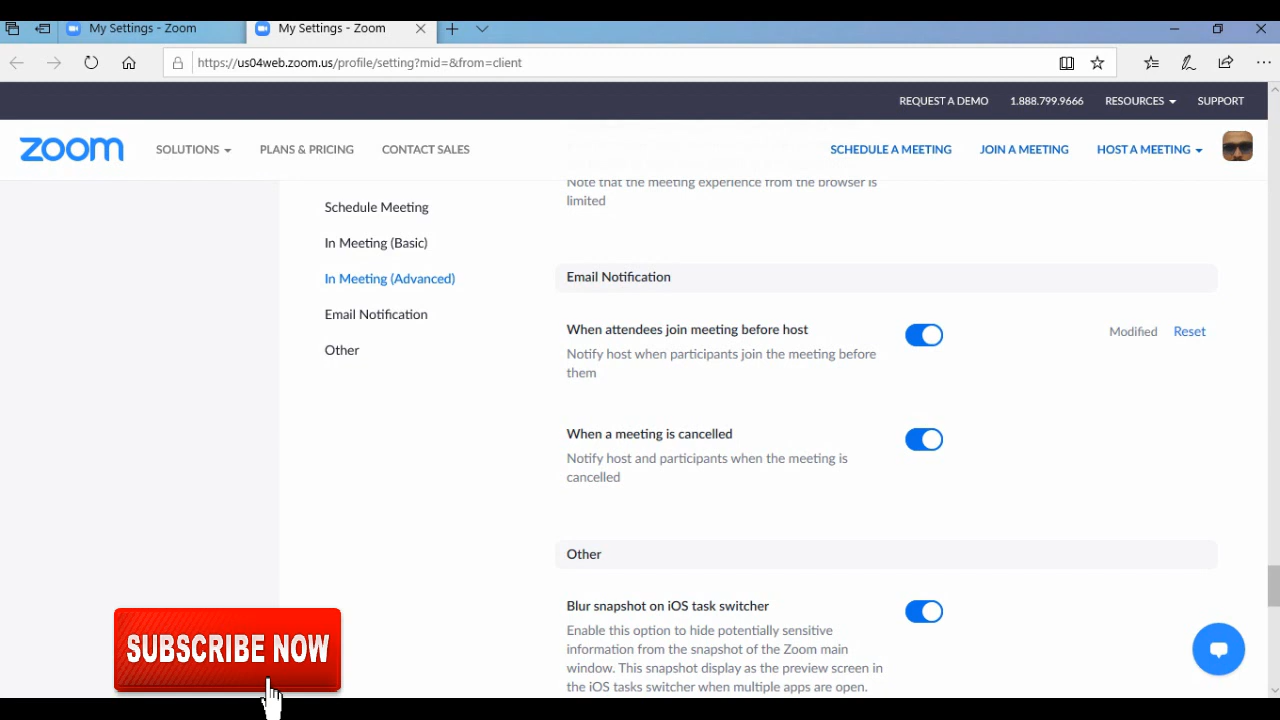 My Settings - Zoom
My Settings - Zoom
https://us04web.zoom.us/profile/setting?mid=&from=client
REQUEST A DEMO
1.888.799.9666
RESOURCES
SUPPORT
zoom
SOLUTIONS
PLANS & PRICING
CONTACT SALES
SCHEDULE A MEETING
JOIN A MEETING
HOST A MEETING
Schedule Meeting
In Meeting (Basic)
In Meeting (Advanced)
Email Notification
Other
Note that the meeting experience from the browser is
limited
Email Notification
When attendees join meeting before host
Modified
Reset
Notify host when participants join the meeting before
them
When a meeting is cancelled
Notify host and participants when the meeting is
cancelled
Other
Blur snapshot on iOS task switcher
Enable this option to hide potentially sensitive
information from the snapshot of the Zoom main
window. This snapshot display as the preview screen in
the iOS tasks switcher when multiple apps are open.
SUBSCRIBE NOW